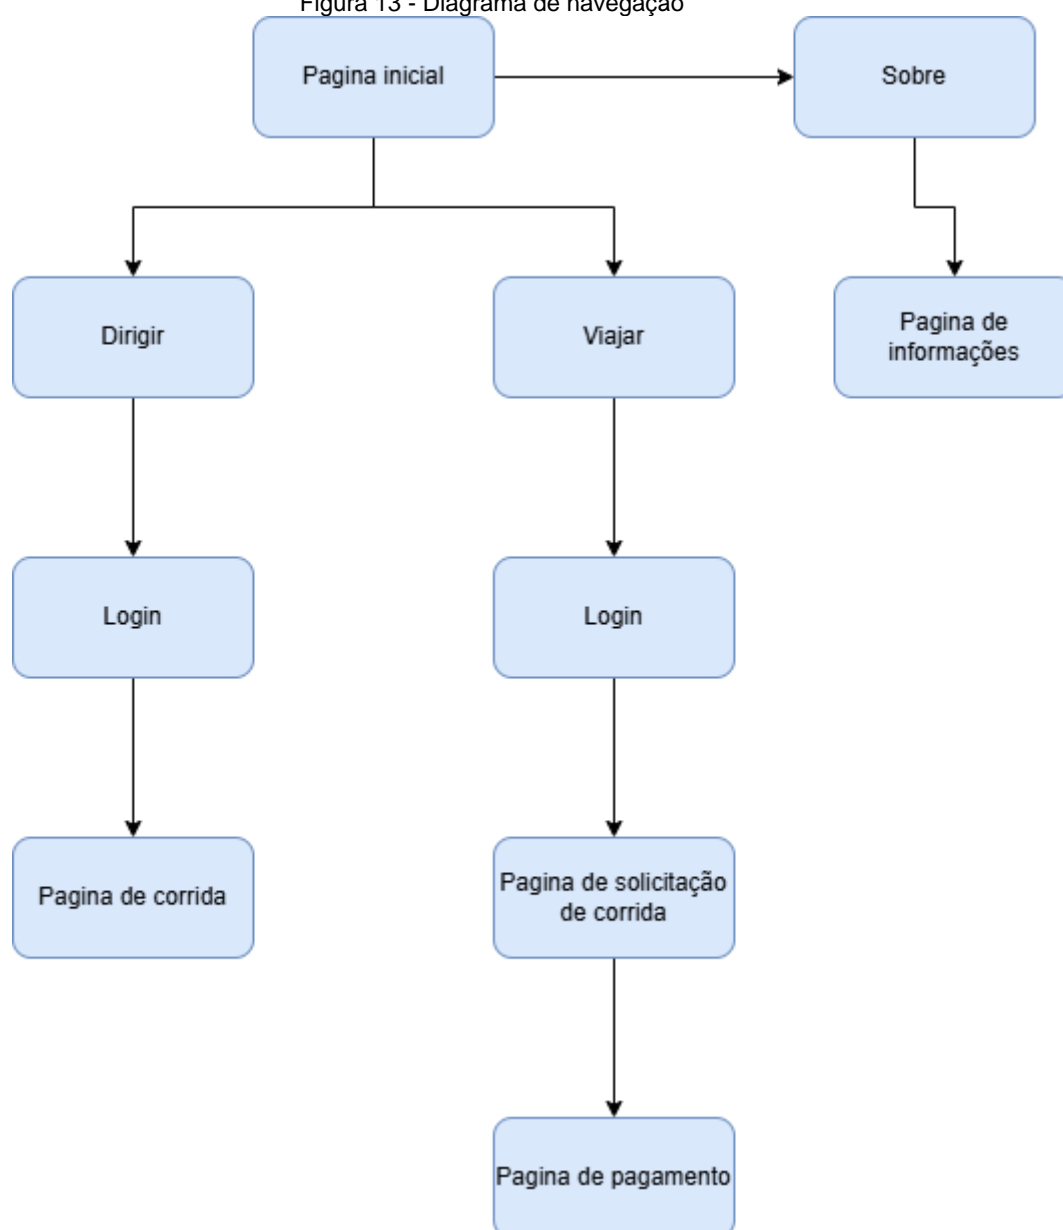 Figura 13 - Diagrama de navegação
Pagina inicial
Sobre
Dirigir
Viajar
Pagina de
informações
Login
Login
Pagina de corrida
Pagina de solicitação
de corrida
Pagina de pagamento